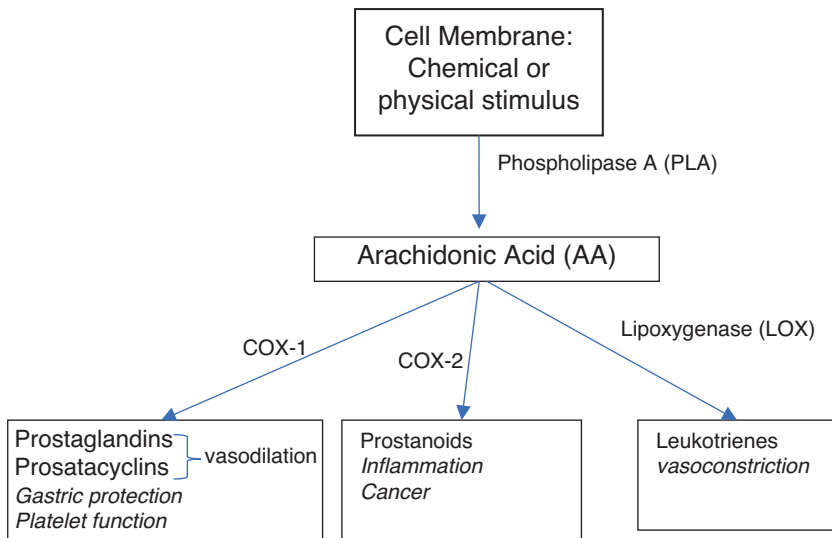 Cell Membrane:
Chemical or
physical stimulus
Phospholipase A (PLA)
Arachidonic Acid (AA)
COX-1
COX-2
Lipoxygenase (LOX)
Prostaglandins
Prosatacyclins
vasodilation
Gastric protection
Platelet function
Prostanoids
Inflammation
Cancer
Leukotrienes
vasoconstriction